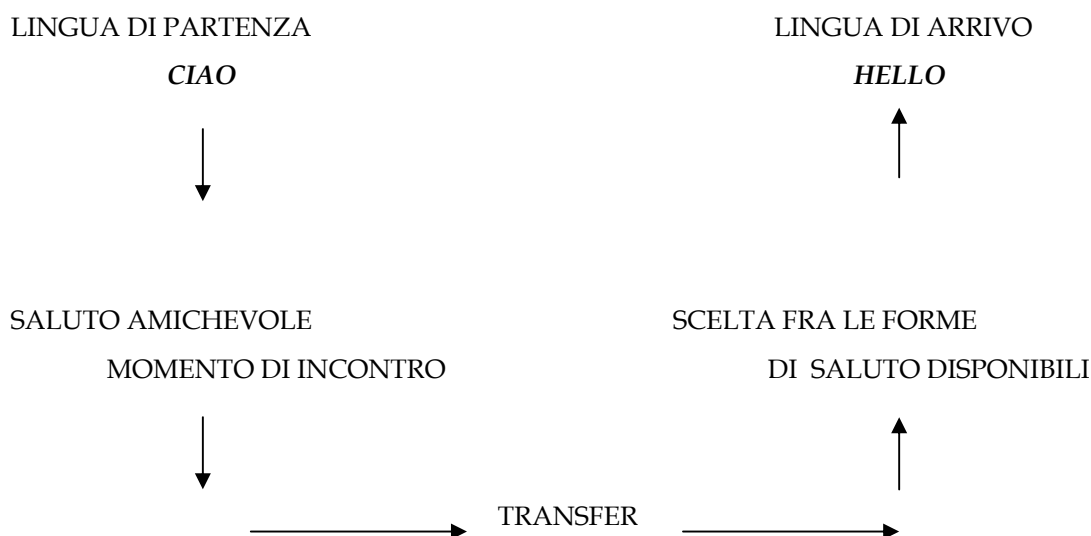 LINGUA DI PARTENZA
CIAO
LINGUA DI ARRIVO
HELLO
SALUTO AMICHEVOLE
MOMENTO DI INCONTRO
SCELTA FRA LE FORME
DI SALUTO DISPONIBILI
TRANSFER